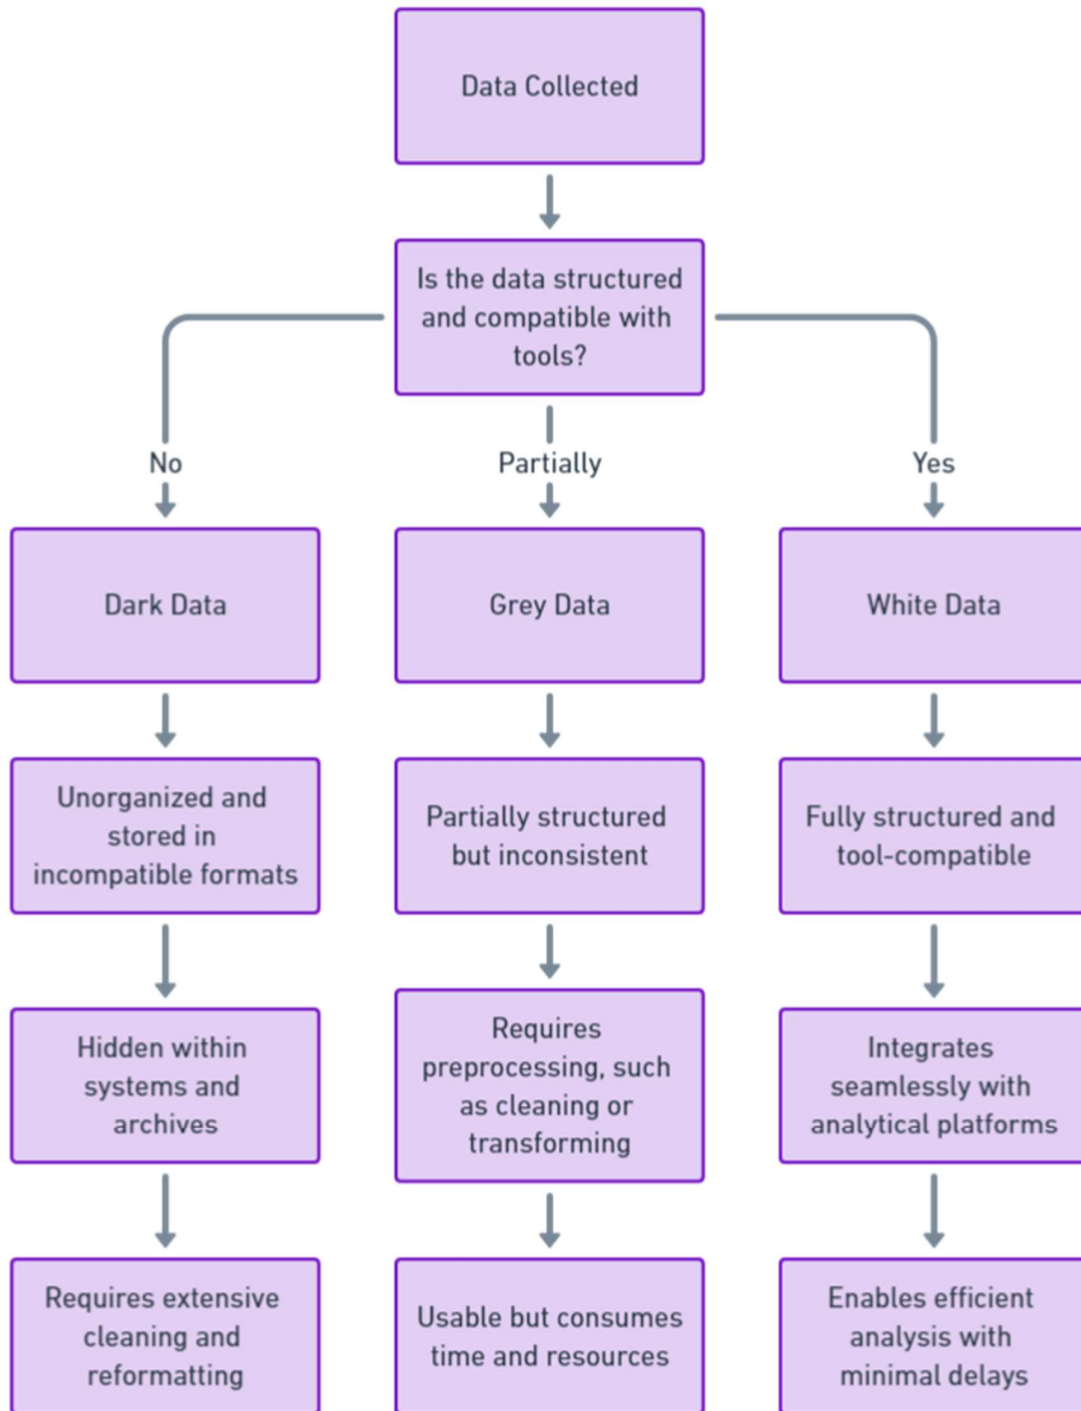 Data Collected
Is the data structured
and compatible with
tools?
No
Partially
Yes
Dark Data
Grey Data
White Data
Unorganized and
stored in
incompatible formats
Partially structured
but inconsistent
Fully structured and
tool-compatible
Hidden within
systems and
archives
Requires
preprocessing, such
as cleaning or
transforming
Integrates
seamlessly with
analytical platforms
Requires extensive
cleaning and
reformatting
Usable but consumes
time and resources
Enables efficient
analysis with
minimal delays